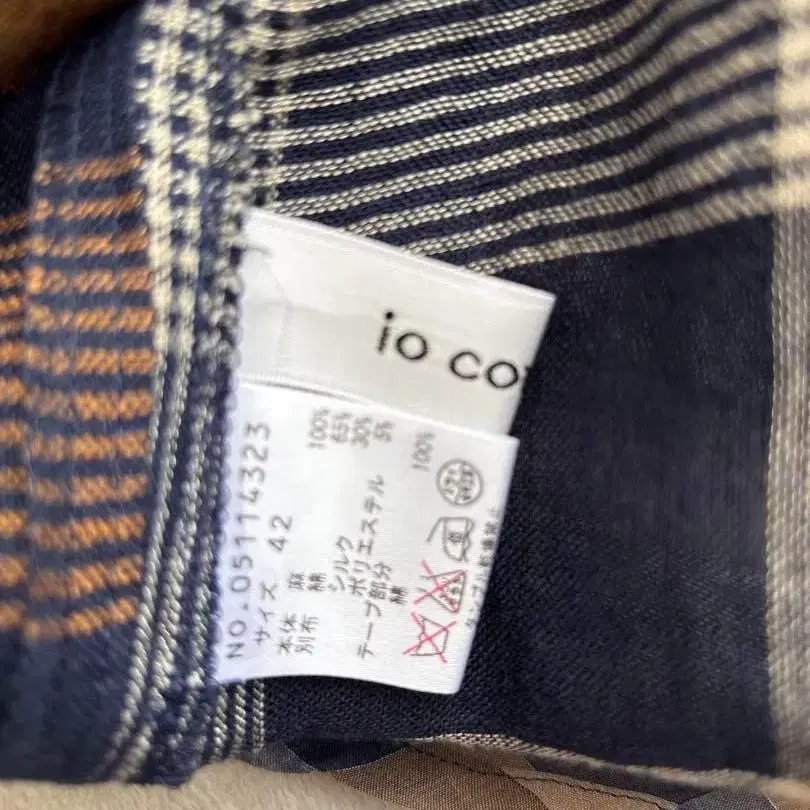 io co
NO.05114323
サイズ 42
本体 麻 100%
別布 綿 65%
シルク 30%
ポリエステル 5%
テープ部分
綿 100%